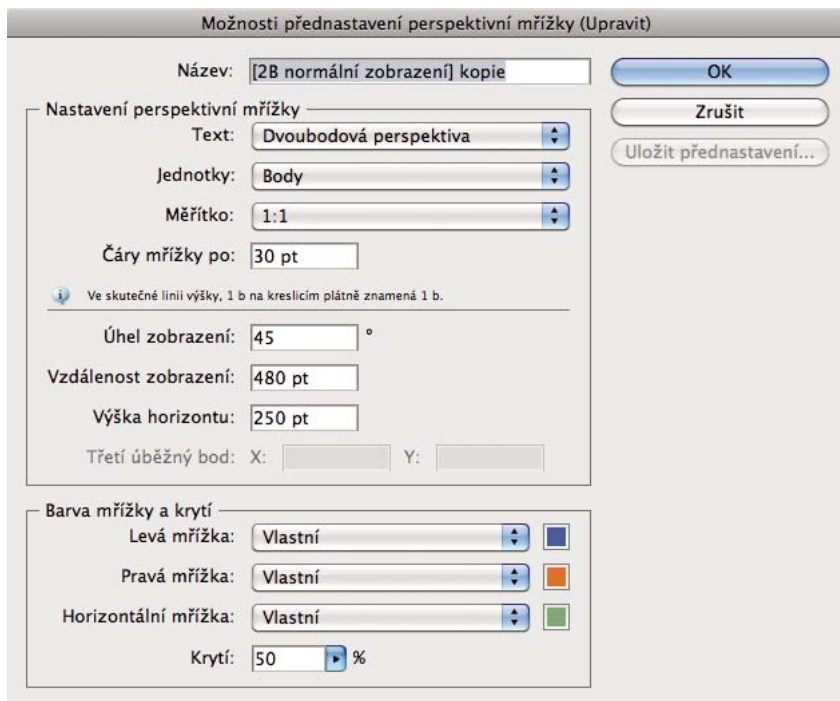 Možnosti přednastavení perspektivní mřížky (Upravit)
Název: [2B normální zobrazení] kopie
OK
Zrušit
Uložit přednastavení...
Nastavení perspektivní mřížky
Text: Dvoubodová perspektiva
Jednotky: Body
Měřítko: 1:1
Čáry mřížky po: 30 pt
Ve skutečné linii výšky, 1 b na kreslicím plátně znamená 1 b.
Úhel zobrazení: 45 °
Vzdálenost zobrazení: 480 pt
Výška horizontu: 250 pt
Třetí úběžný bod: X: Y:
Barva mřížky a krytí
Levá mřížka: Vlastní
Pravá mřížka: Vlastní
Horizontální mřížka: Vlastní
Krytí: 50 %